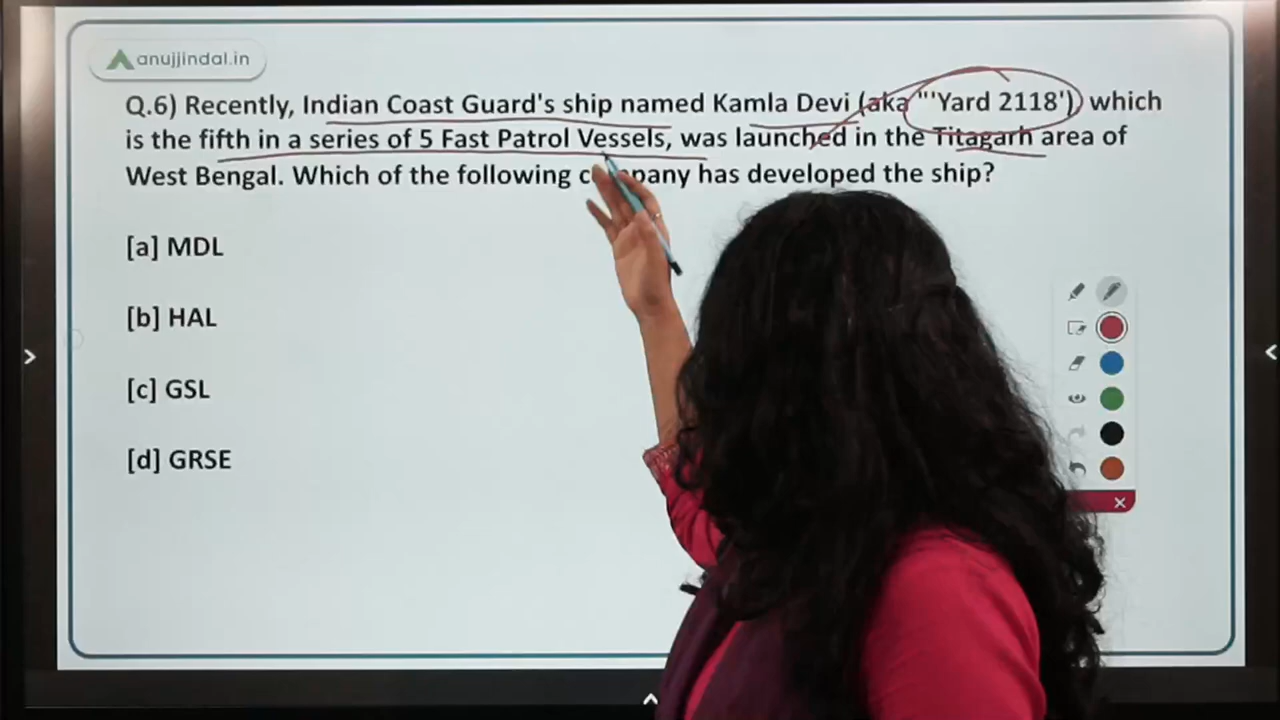 anujjindal.in
Q.6) Recently, Indian Coast Guard's ship named Kamla Devi (aka "'Yard 2118'), which
is the fifth in a series of 5 Fast Patrol Vessels, was launched in the Titagarh area of
West Bengal. Which of the following company has developed the ship?
[a] MDL
[b] HAL
[c] GSL
[d] GRSE